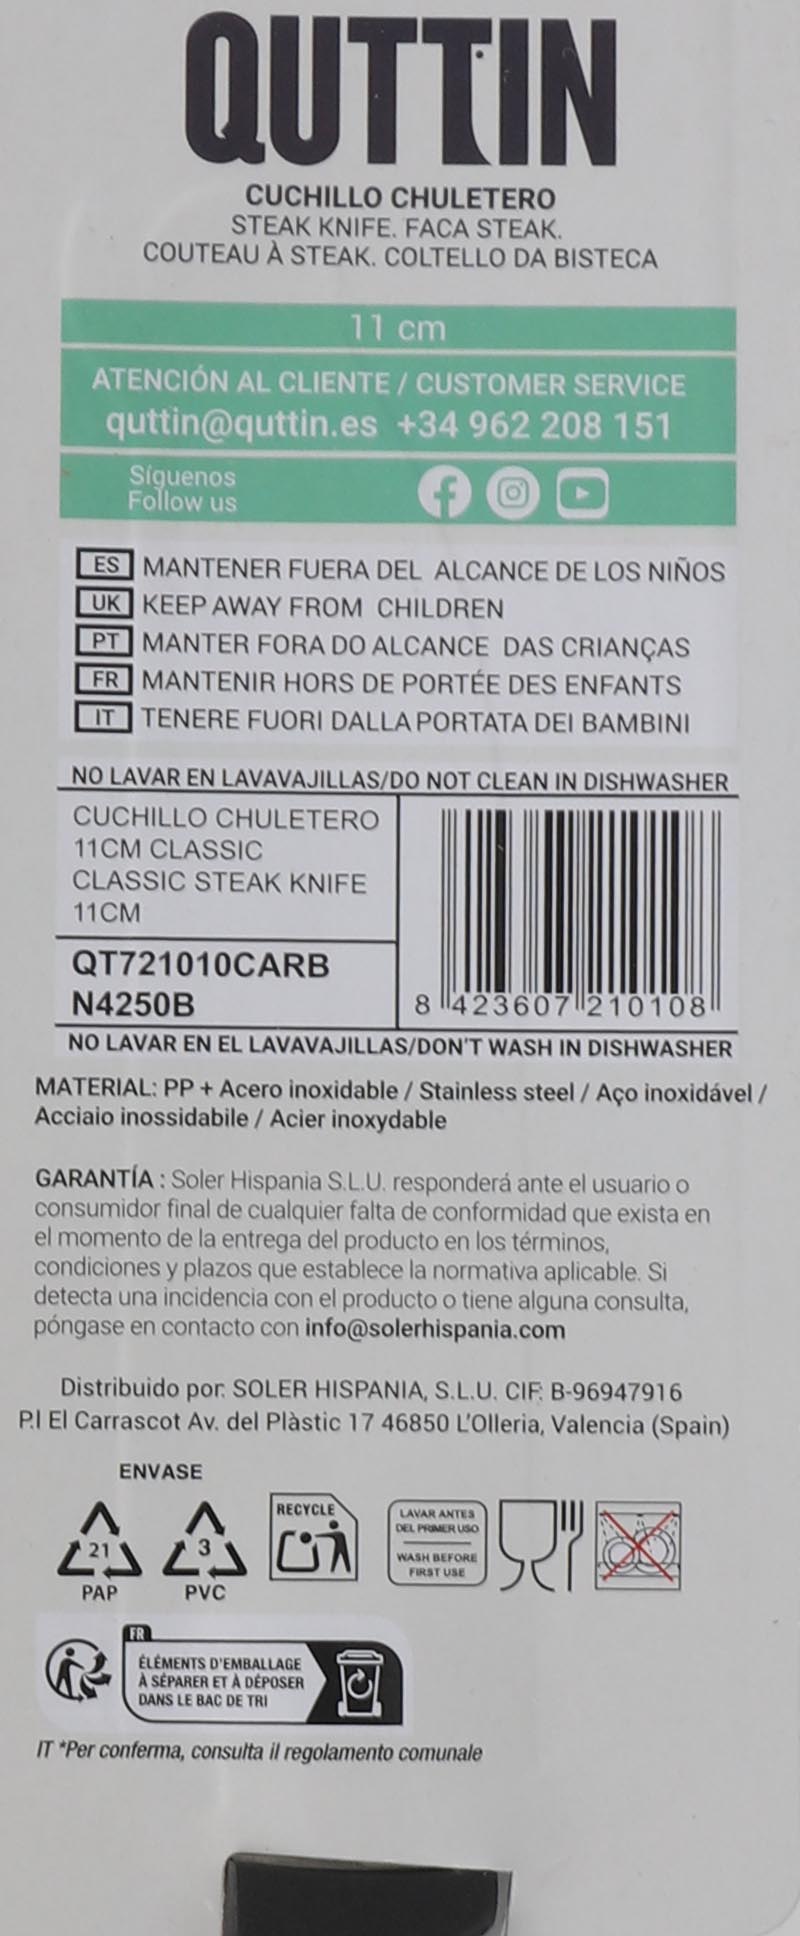 QUTTIN
CUCHILLO CHULETERO
STEAK KNIFE. FACA STEAK.
COUTEAU À STEAK. COLTELLO DA BISTECA
11 cm
ATENCIÓN AL CLIENTE / CUSTOMER SERVICE
quttin@quttin.es +34 962 208 151
Síguenos
Follow us
ES MANTENER FUERA DEL ALCANCE DE LOS NIÑOS
UK KEEP AWAY FROM CHILDREN
PT MANTER FORA DO ALCANCE DAS CRIANÇAS
FR MANTENIR HORS DE PORTÉE DES ENFANTS
IT TENERE FUORI DALLA PORTATA DEI BAMBINI
NO LAVAR EN LAVAVAJILLAS/DO NOT CLEAN IN DISHWASHER
CUCHILLO CHULETERO
11CM CLASSIC
CLASSIC STEAK KNIFE
11CM
QT721010CARB
N4250B
8 423607 210108
NO LAVAR EN EL LAVAVAJILLAS/DON'T WASH IN DISHWASHER
MATERIAL: PP + Acero inoxidable / Stainless steel / Aço inoxidável /
Acciaio inossidabile / Acier inoxydable
GARANTÍA : Soler Hispania S.L.U. responderá ante el usuario o
consumidor final de cualquier falta de conformidad que exista en
el momento de la entrega del producto en los términos,
condiciones y plazos que establece la normativa aplicable. Si
detecta una incidencia con el producto o tiene alguna consulta,
póngase en contacto con info@solerhispania.com
Distribuido por: SOLER HISPANIA, S.L.U. CIF: B-96947916
P.I El Carrascot Av. del Plàstic 17 46850 L'Olleria, Valencia (Spain)
ENVASE
21
PAP
3
PVC
RECYCLE
LAVAR ANTES
DEL PRIMER USO
WASH BEFORE
FIRST USE
FR
ÉLÉMENTS D'EMBALLAGE
À SÉPARER ET À DÉPOSER
DANS LE BAC DE TRI
IT *Per conferma, consulta il regolamento comunale